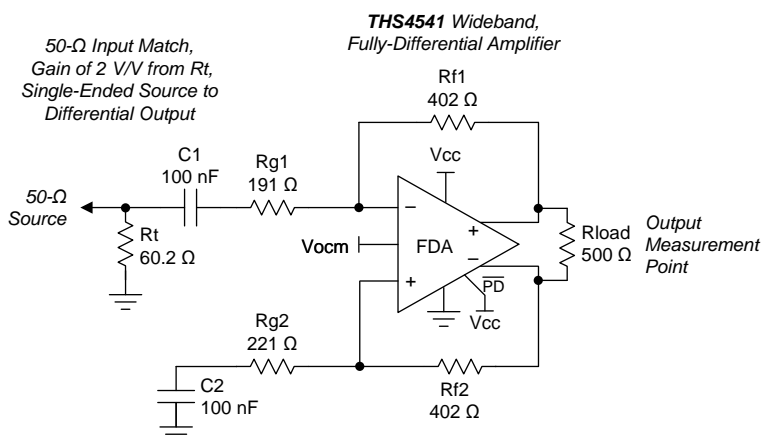 THS4541 Wideband,
Fully-Differential Amplifier
50-Ω Input Match,
Gain of 2 V/V from Rt,
Single-Ended Source to
Differential Output
Rf1
402 Ω
C1
100 nF
Rg1
191 Ω
Vcc
50-Ω
Source
Rt
60.2 Ω
−
+
Vocm
FDA
−
+
PD
Vcc
Rload
500 Ω
Output
Measurement
Point
Rg2
221 Ω
C2
100 nF
Rf2
402 Ω